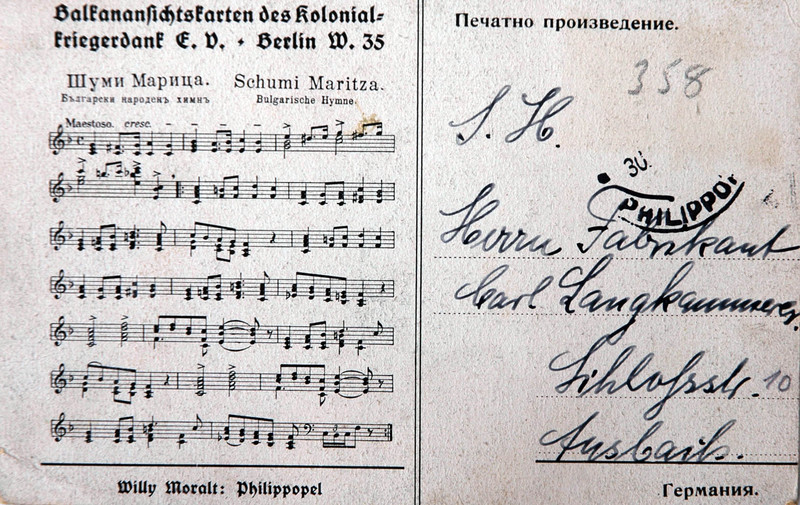 Balkanansichtskarten des Kolonial=
kriegerdank E. V. • Berlin W. 35
Шуми Марица. Schumi Maritza.
Български народенъ химнъ Bulgarische Hymne.
Maestoso. cresc.
Willy Moralt: Philippopel
Печатно произведение.
358
S. H.
30.
PHILIPPO
Herrn Fabrikant
Carl Langkammerer
Schlossstr. 10
Ansbach.
Германия.